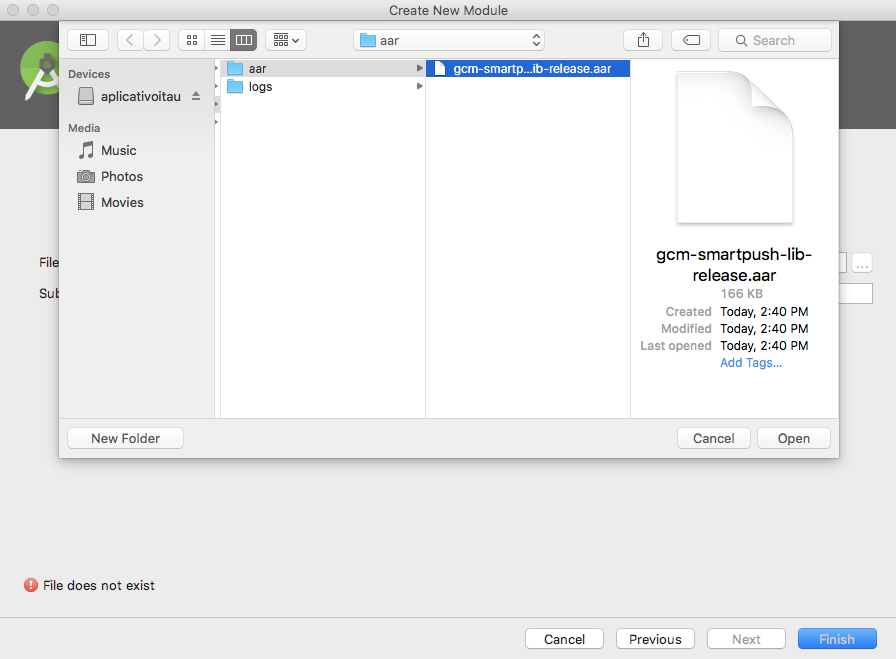 Create New Module
aar
Search
Devices
aplicativoitau
Media
Music
Photos
Movies
aar
logs
gcm-smartp...ib-release.aar
gcm-smartpush-lib-
release.aar
166 KB
Created Today, 2:40 PM
Modified Today, 2:40 PM
Last opened Today, 2:40 PM
Add Tags...
File
Sub
...
New Folder
Cancel
Open
File does not exist
Cancel
Previous
Next
Finish